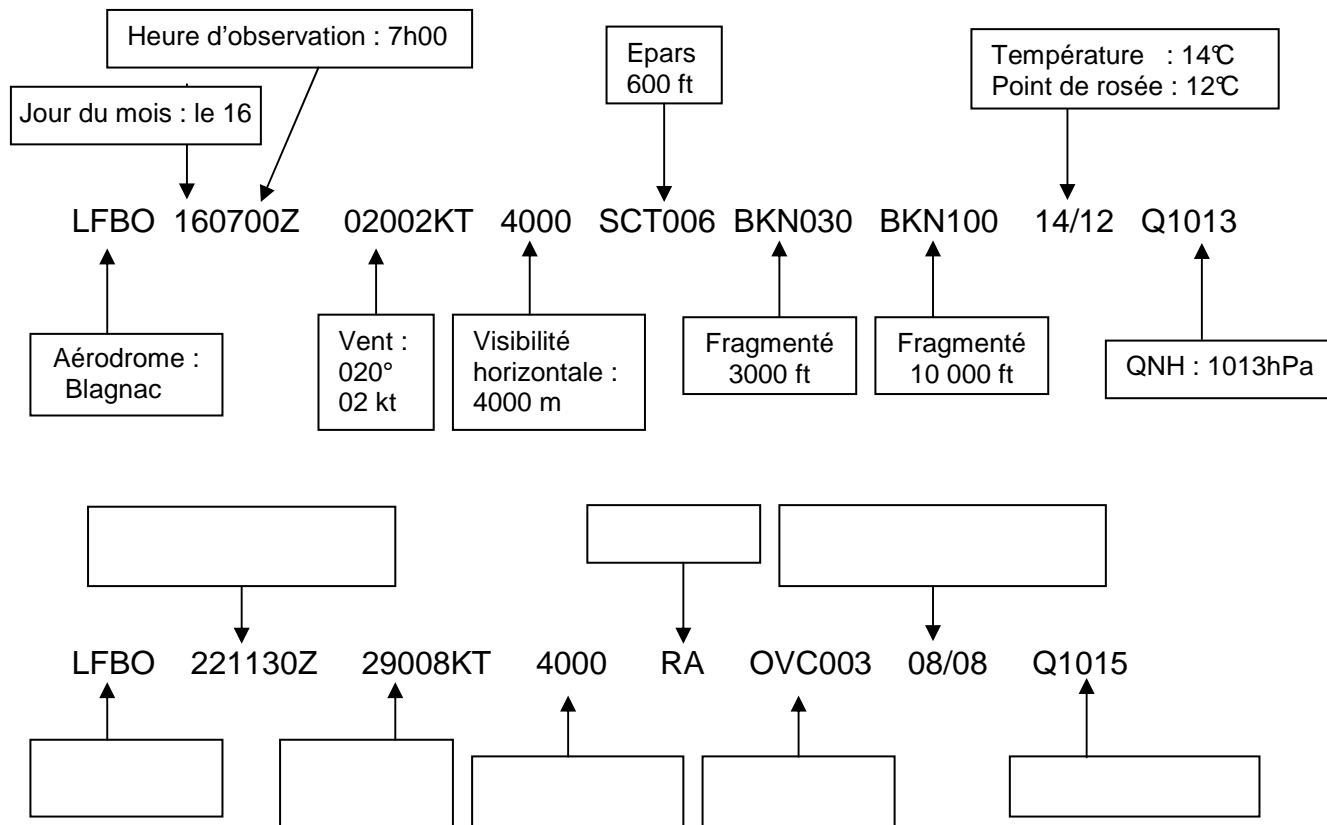 Heure d'observation : 7h00
Jour du mois : le 16
Epars
600 ft
Température : 14°C
Point de rosée : 12°C
LFBO 160700Z 02002KT 4000 SCT006 BKN030 BKN100 14/12 Q1013
Aérodrome :
Blagnac
Vent :
020°
02 kt
Visibilité
horizontale :
4000 m
Fragmenté
3000 ft
Fragmenté
10 000 ft
QNH : 1013hPa
LFBO 221130Z 29008KT 4000 RA OVC003 08/08 Q1015